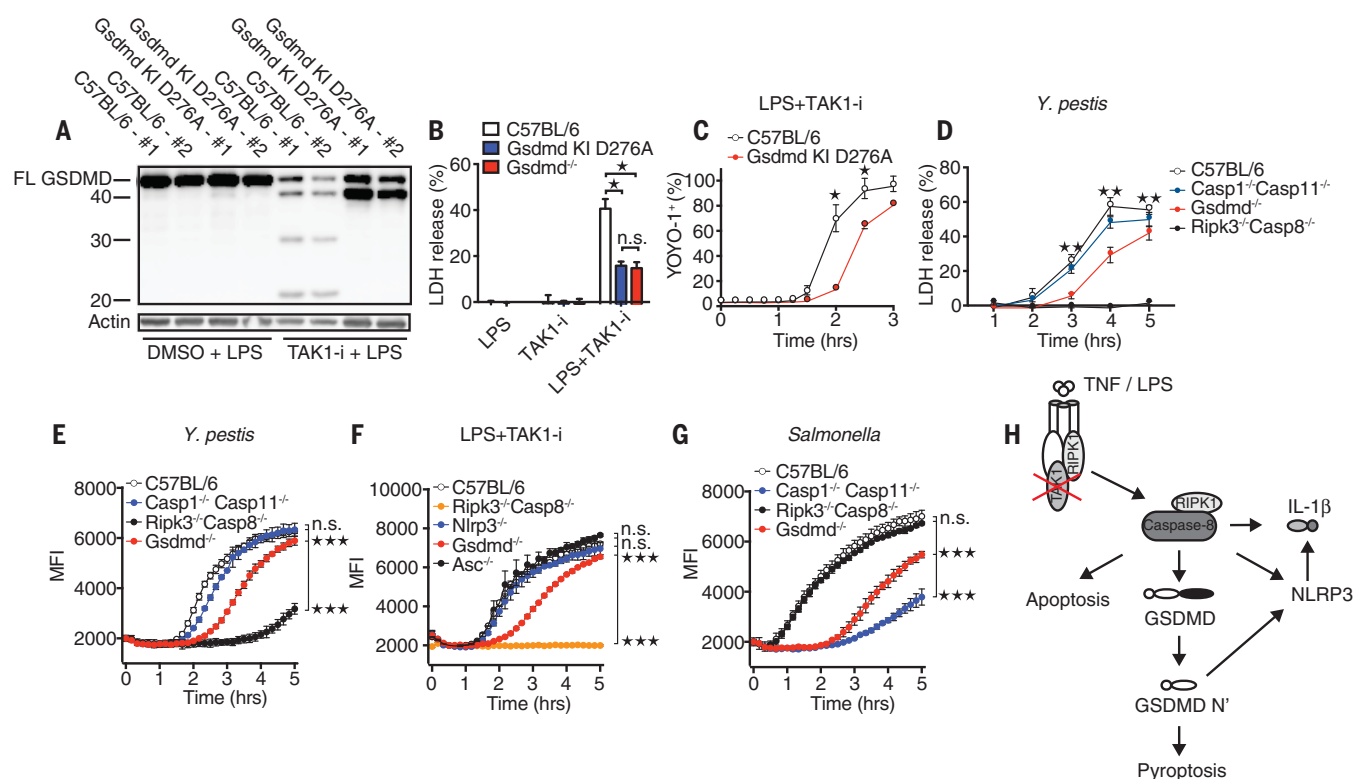 A
C57BL/6 - #1
C57BL/6 - #2
Gsdmd KI D276A - #1
Gsdmd KI D276A - #2
C57BL/6 - #1
C57BL/6 - #2
Gsdmd KI D276A - #1
Gsdmd KI D276A - #2
FL GSDMD
40
30
20
Actin
DMSO + LPS
TAK1-i + LPS
B
C57BL/6
Gsdmd KI D276A
Gsdmd-/-
LDH release (%)
60
40
20
0
★
★
n.s.
LPS
TAK1-i
LPS+TAK1-i
C
LPS+TAK1-i
C57BL/6
Gsdmd KI D276A
YOYO-1+ (%)
100
80
60
40
20
0
★
★
0 1 2 3
Time (hrs)
D
Y. pestis
C57BL/6
Casp1-/-Casp11-/-
Gsdmd-/-
Ripk3-/-Casp8-/-
LDH release (%)
80
60
40
20
0
★★
★★
★★
1 2 3 4 5
Time (hrs)
E
Y. pestis
C57BL/6
Casp1-/- Casp11-/-
Ripk3-/-Casp8-/-
Gsdmd-/-
MFI
8000
6000
4000
2000
n.s.
★★★
★★★
0 1 2 3 4 5
Time (hrs)
F
LPS+TAK1-i
C57BL/6
Ripk3-/-Casp8-/-
Nlrp3-/-
Gsdmd-/-
Asc-/-
MFI
10000
8000
6000
4000
2000
n.s.
n.s.
★★★
★★★
0 1 2 3 4 5
Time (hrs)
G
Salmonella
C57BL/6
Casp1-/- Casp11-/-
Ripk3-/-Casp8-/-
Gsdmd-/-
MFI
8000
6000
4000
2000
n.s.
★★★
★★★
0 1 2 3 4 5
Time (hrs)
H
TNF / LPS
RIPK1
TAK1
RIPK1
Caspase-8
IL-1β
Apoptosis
GSDMD
NLRP3
GSDMD N’
Pyroptosis